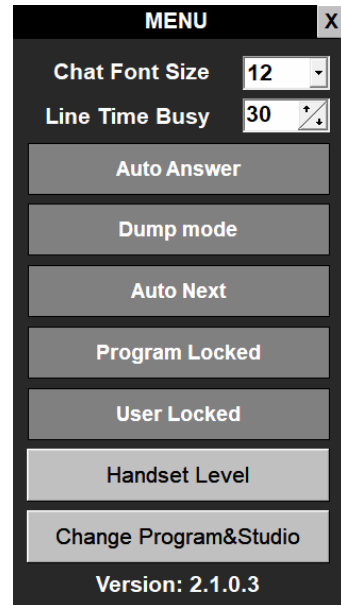 MENU X
Chat Font Size 12
Line Time Busy 30
Auto Answer
Dump mode
Auto Next
Program Locked
User Locked
Handset Level
Change Program&Studio
Version: 2.1.0.3